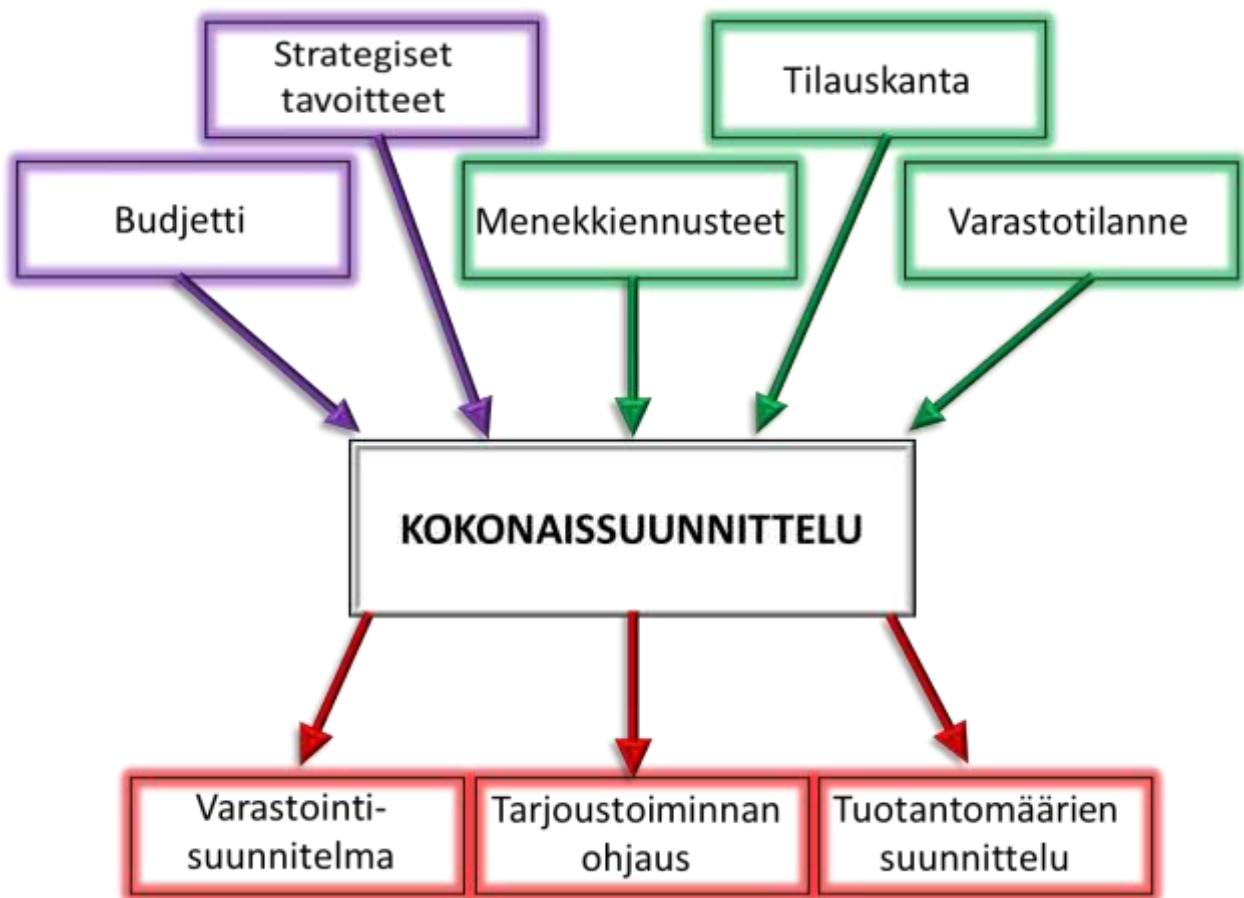 Strategiset
tavoitteet
Tilauskanta
Budjetti
Menekkiennusteet
Varastotilanne
KOKONAISSUUNNITTELU
Varastointi-
suunnitelma
Tarjoustoiminnan
ohjaus
Tuotantomäärien
suunnittelu